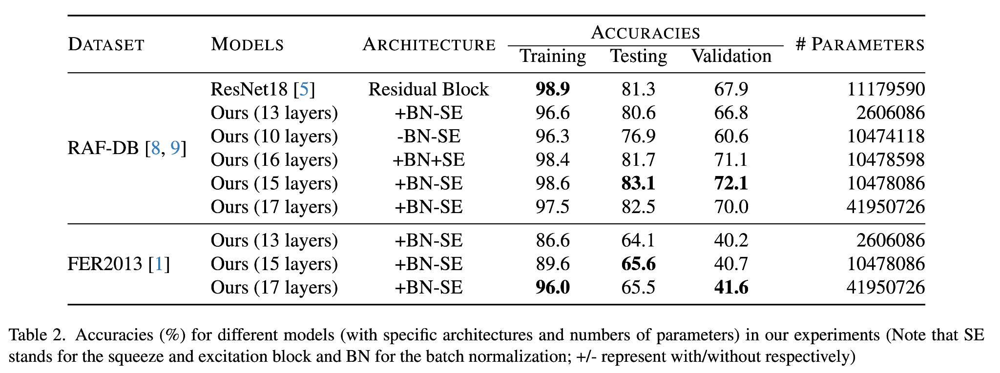 DATASET MODELS ARCHITECTURE ACCURACIES # PARAMETERS
Training Testing Validation
ResNet18 [5] Residual Block 98.9 81.3 67.9 11179590
Ours (13 layers) +BN-SE 96.6 80.6 66.8 2606086
Ours (10 layers) -BN-SE 96.3 76.9 60.6 10474118
RAF-DB [8, 9]
Ours (16 layers) +BN+SE 98.4 81.7 71.1 10478598
Ours (15 layers) +BN-SE 98.6 83.1 72.1 10478086
Ours (17 layers) +BN-SE 97.5 82.5 70.0 41950726
Ours (13 layers) +BN-SE 86.6 64.1 40.2 2606086
FER2013 [1] Ours (15 layers) +BN-SE 89.6 65.6 40.7 10478086
Ours (17 layers) +BN-SE 96.0 65.5 41.6 41950726
Table 2. Accuracies (%) for different models (with specific architectures and numbers of parameters) in our experiments (Note that SE
stands for the squeeze and excitation block and BN for the batch normalization; +/- represent with/without respectively)